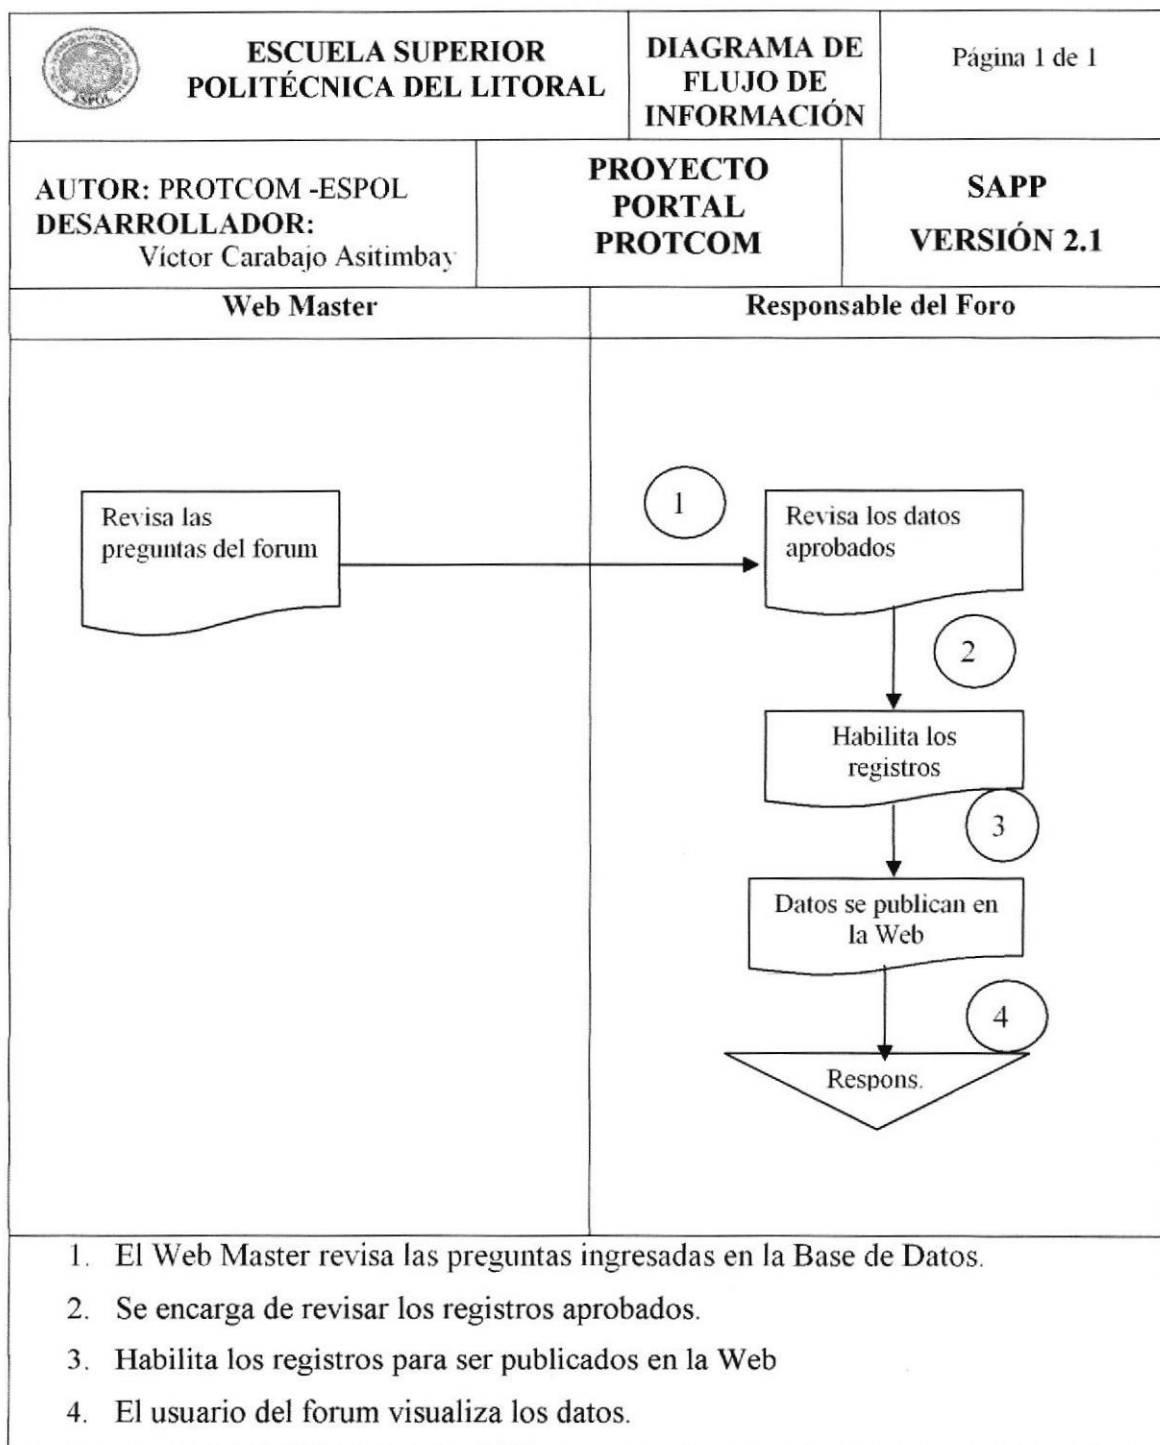 ESPOL
ESCUELA SUPERIOR
POLITÉCNICA DEL LITORAL
DIAGRAMA DE
FLUJO DE
INFORMACIÓN
Página 1 de 1
AUTOR: PROTCOM -ESPOL
DESARROLLADOR:
Víctor Carabajo Asitimbay
PROYECTO
PORTAL
PROTCOM
SAPP
VERSIÓN 2.1
Web Master
Responsable del Foro
Revisa las
preguntas del forum
1
Revisa los datos
aprobados
2
Habilita los
registros
3
Datos se publican en
la Web
4
Respons.
1. El Web Master revisa las preguntas ingresadas en la Base de Datos.
2. Se encarga de revisar los registros aprobados.
3. Habilita los registros para ser publicados en la Web
4. El usuario del forum visualiza los datos.